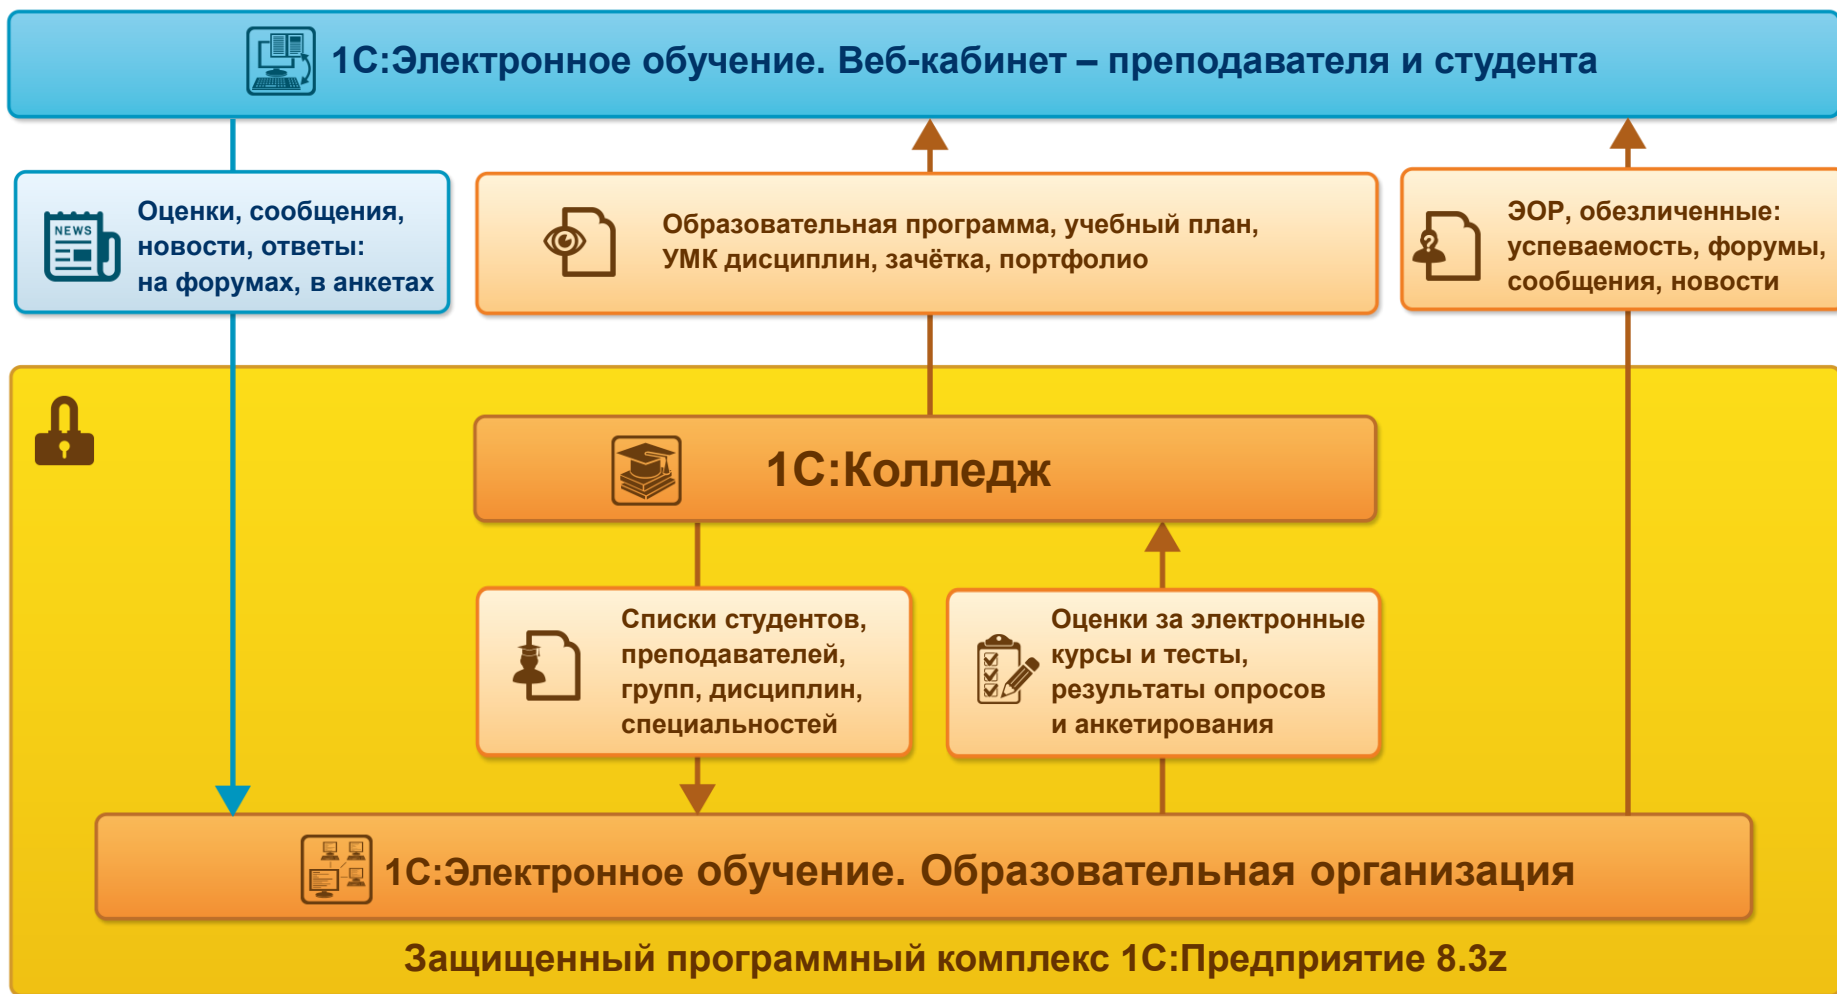 1С:Электронное обучение. Веб-кабинет – преподавателя и студента
NEWS
Оценки, сообщения,
новости, ответы:
на форумах, в анкетах
Образовательная программа, учебный план,
УМК дисциплин, зачётка, портфолио
ЭОР, обезличенные:
успеваемость, форумы,
сообщения, новости
1С:Колледж
Списки студентов,
преподавателей,
групп, дисциплин,
специальностей
Оценки за электронные
курсы и тесты,
результаты опросов
и анкетирования
1С:Электронное обучение. Образовательная организация
Защищенный программный комплекс 1С:Предприятие 8.3z